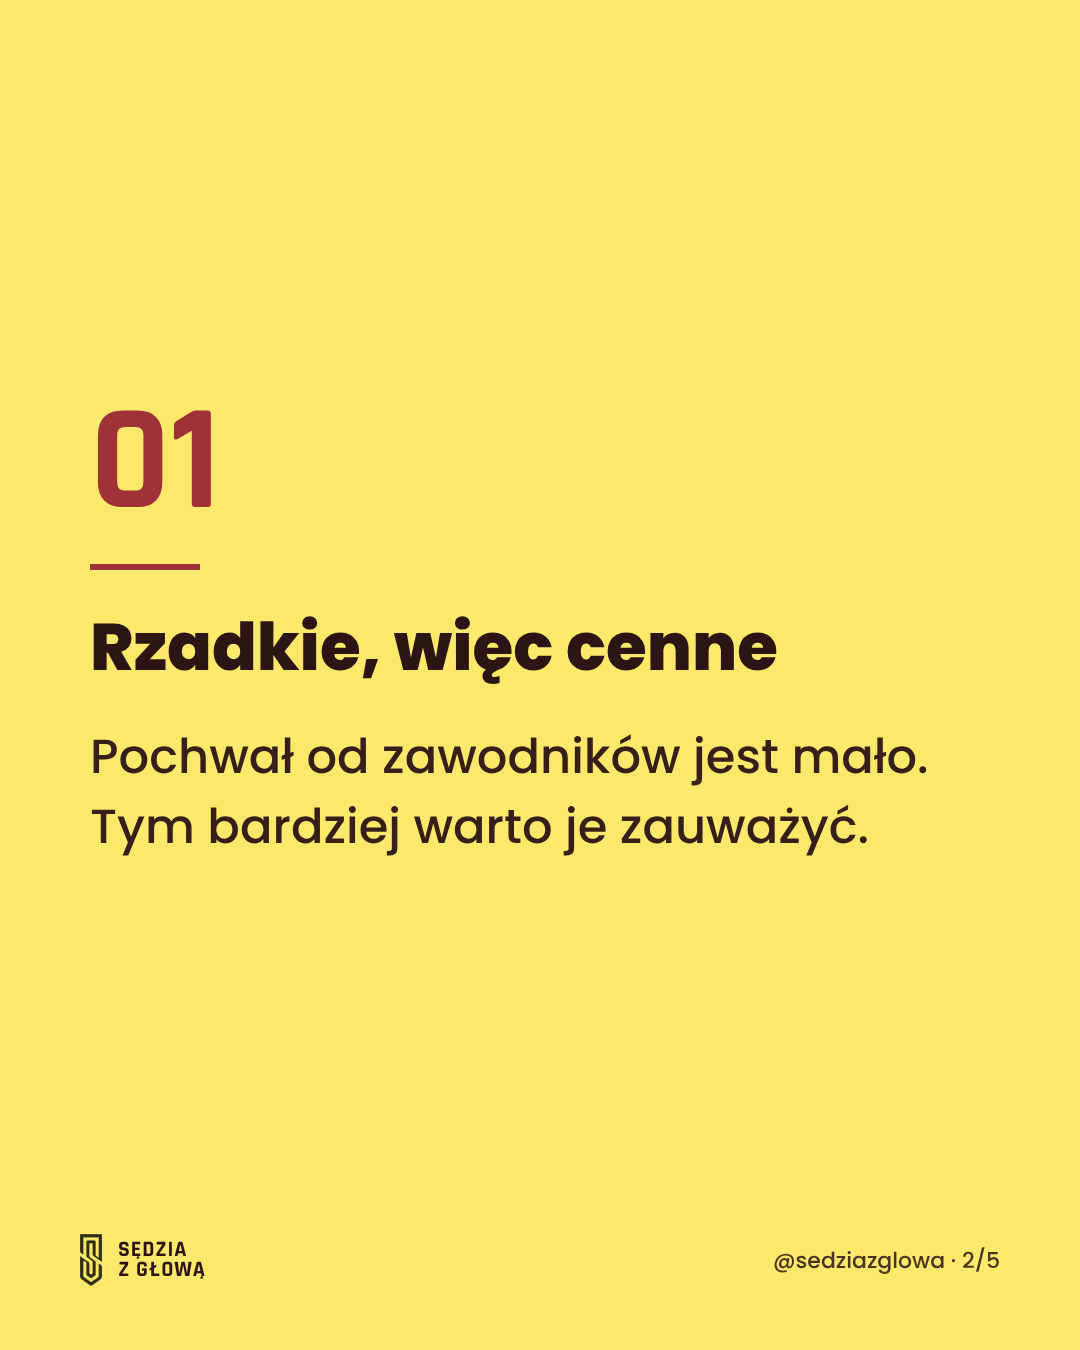 01
Rzadkie, więc cenne
Pochwał od zawodników jest mało.
Tym bardziej warto je zauważyć.
SĘDZIA
Z GŁOWĄ
@sedziazglowa · 2/5